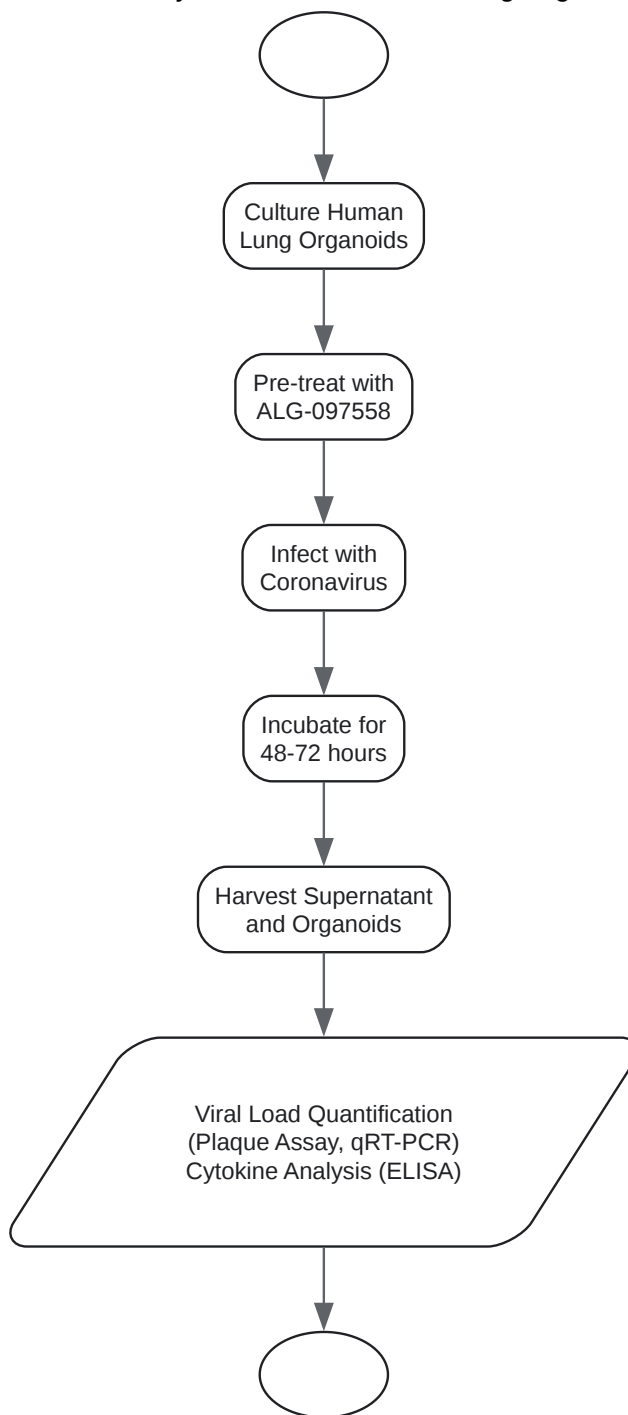 Culture Human
Lung Organoids
Pre-treat with
ALG-097558
Infect with
Coronavirus
Incubate for
48-72 hours
Harvest Supernatant
and Organoids
Viral Load Quantification
(Plaque Assay, qRT-PCR)
Cytokine Analysis (ELISA)